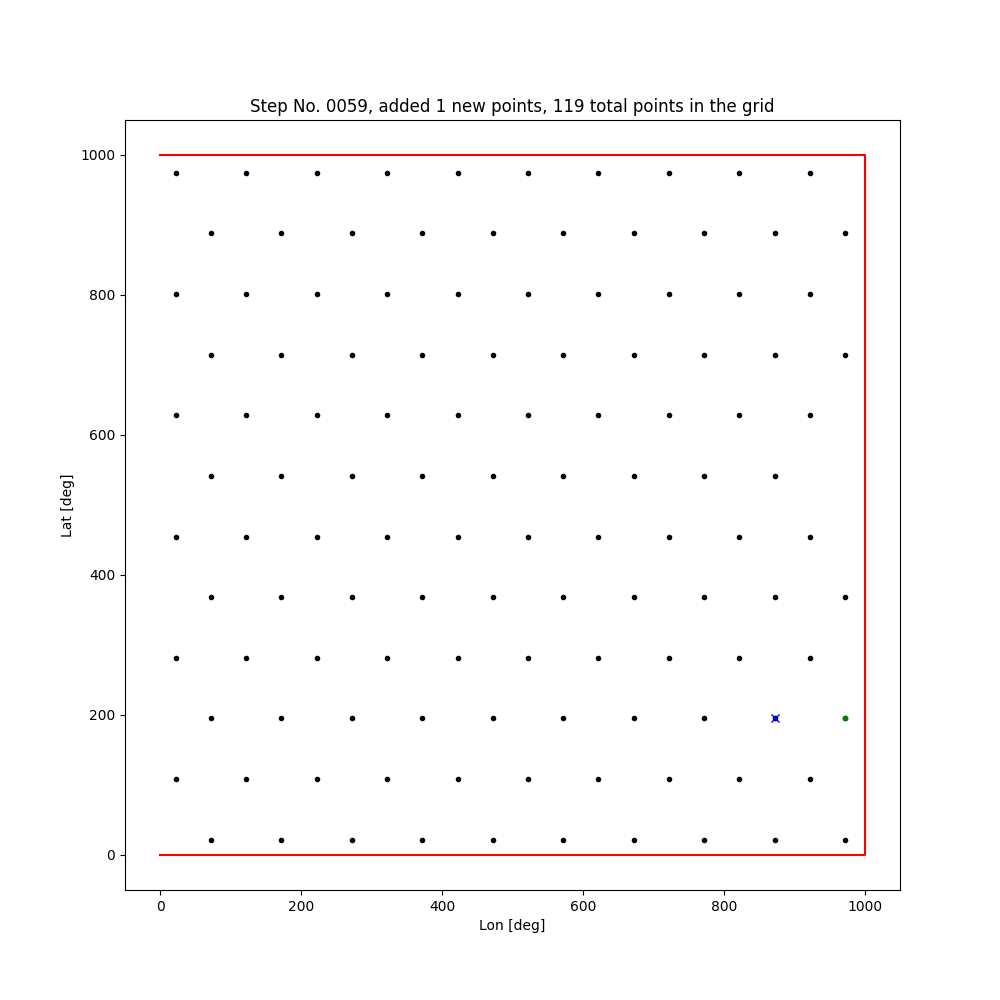 Step No. 0059, added 1 new points, 119 total points in the grid
1000
800
600
400
200
0
Lat [deg]
0 200 400 600 800 1000
Lon [deg]